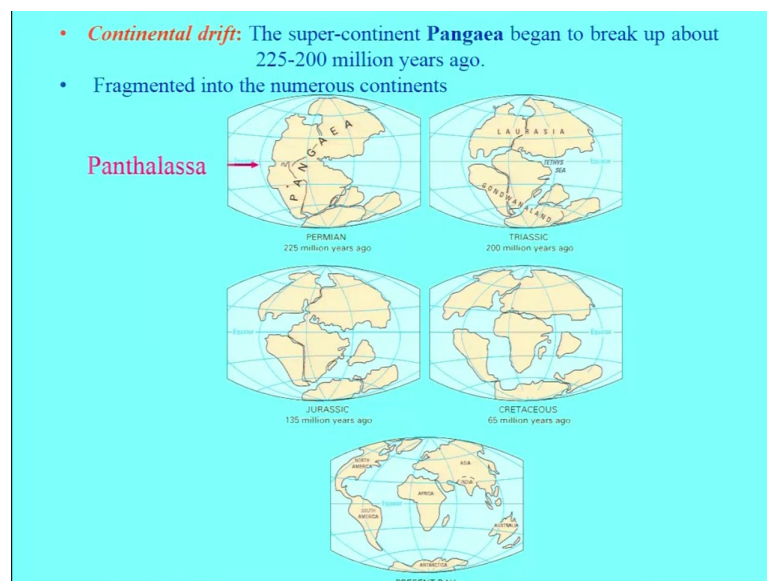 • Continental drift: The super-continent Pangaea began to break up about
225-200 million years ago.
• Fragmented into the numerous continents
Panthalassa
PANGAEA
LAURASIA
Equator
TETHYS
SEA
GONDWANALAND
PERMIAN
225 million years ago
TRIASSIC
200 million years ago
Equator
Equator
JURASSIC
135 million years ago
CRETACEOUS
65 million years ago
NORTH
AMERICA
ASIA
INDIA
AFRICA
Equator
SOUTH
AMERICA
AUSTRALIA
ANTARCTICA